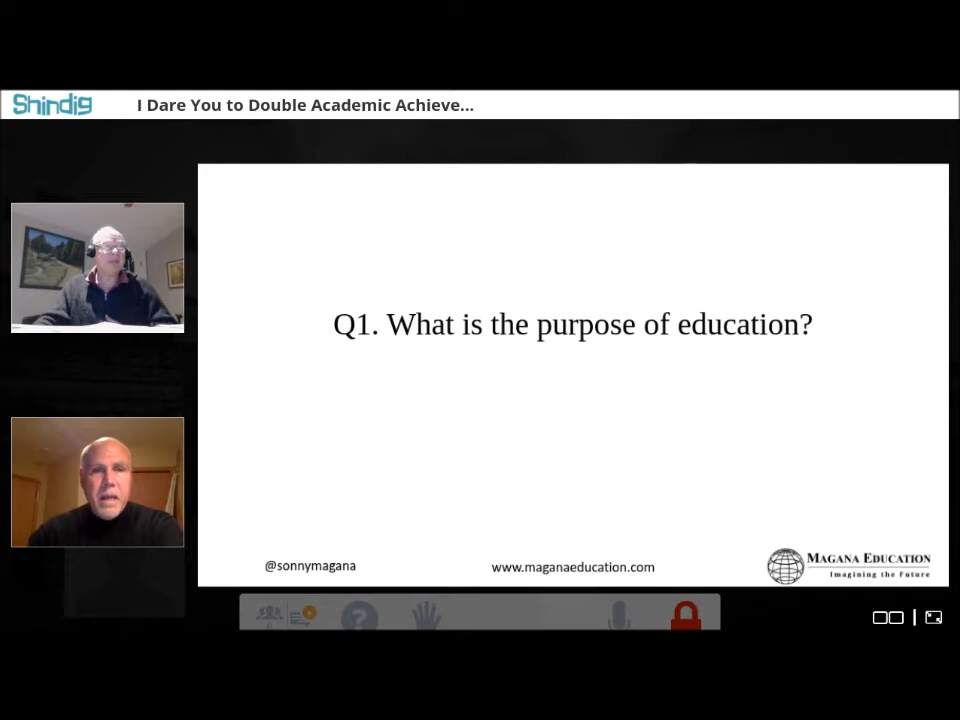 Shindig
I Dare You to Double Academic Achieve...
Q1. What is the purpose of education?
@sonnymagana
www.maganaeducation.com
MAGANA EDUCATION
Imagining the Future